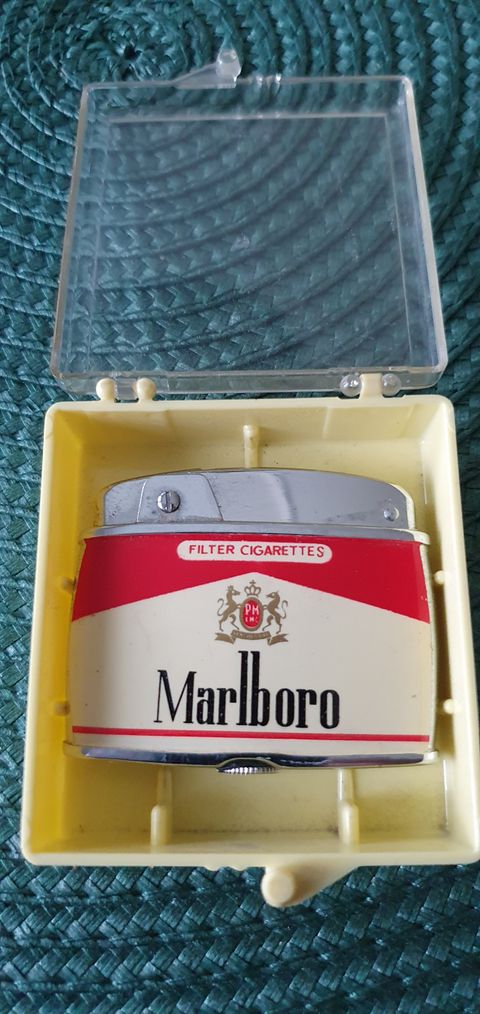 FILTER CIGARETTES
PM
INC
Marlboro